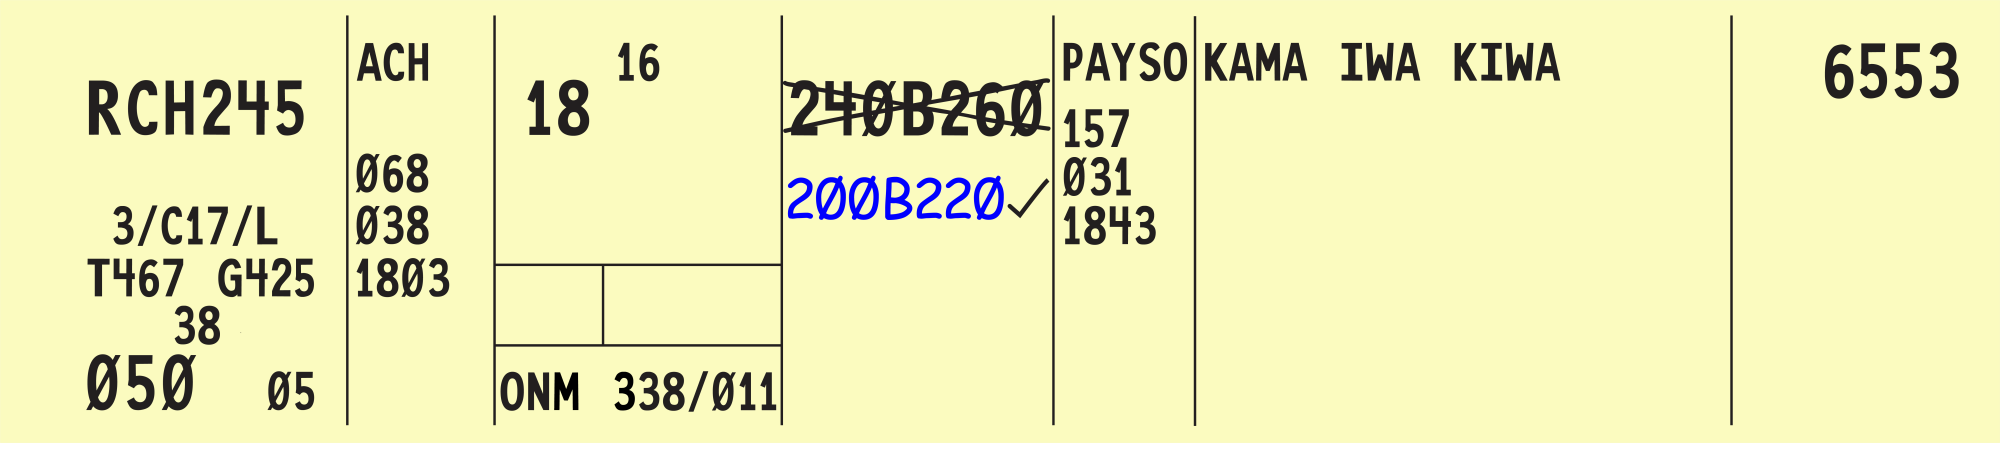 RCH245
3/C17/L
T467 G425
38
Ø5Ø Ø5
ACH
Ø68
Ø38
18Ø3
16
18
ONM 338/Ø11
24ØB26Ø
2ØØB22Ø
PAYSO
157
Ø31
1843
KAMA IWA KIWA
6553